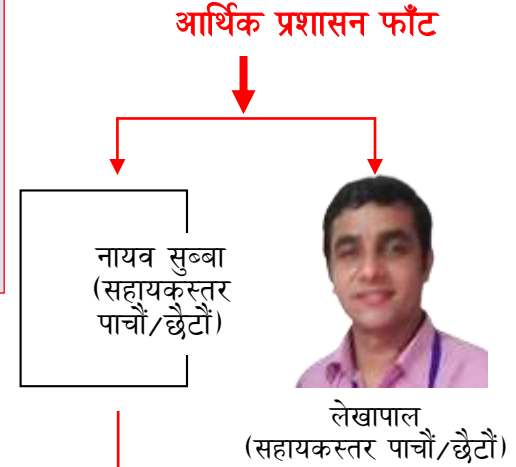 आर्थिक प्रशासन फाँट
नायव सुब्बा
(सहायकस्तर
पाचौं/छैटौं)
लेखापाल
(सहायकस्तर पाचौं/छैटौं)